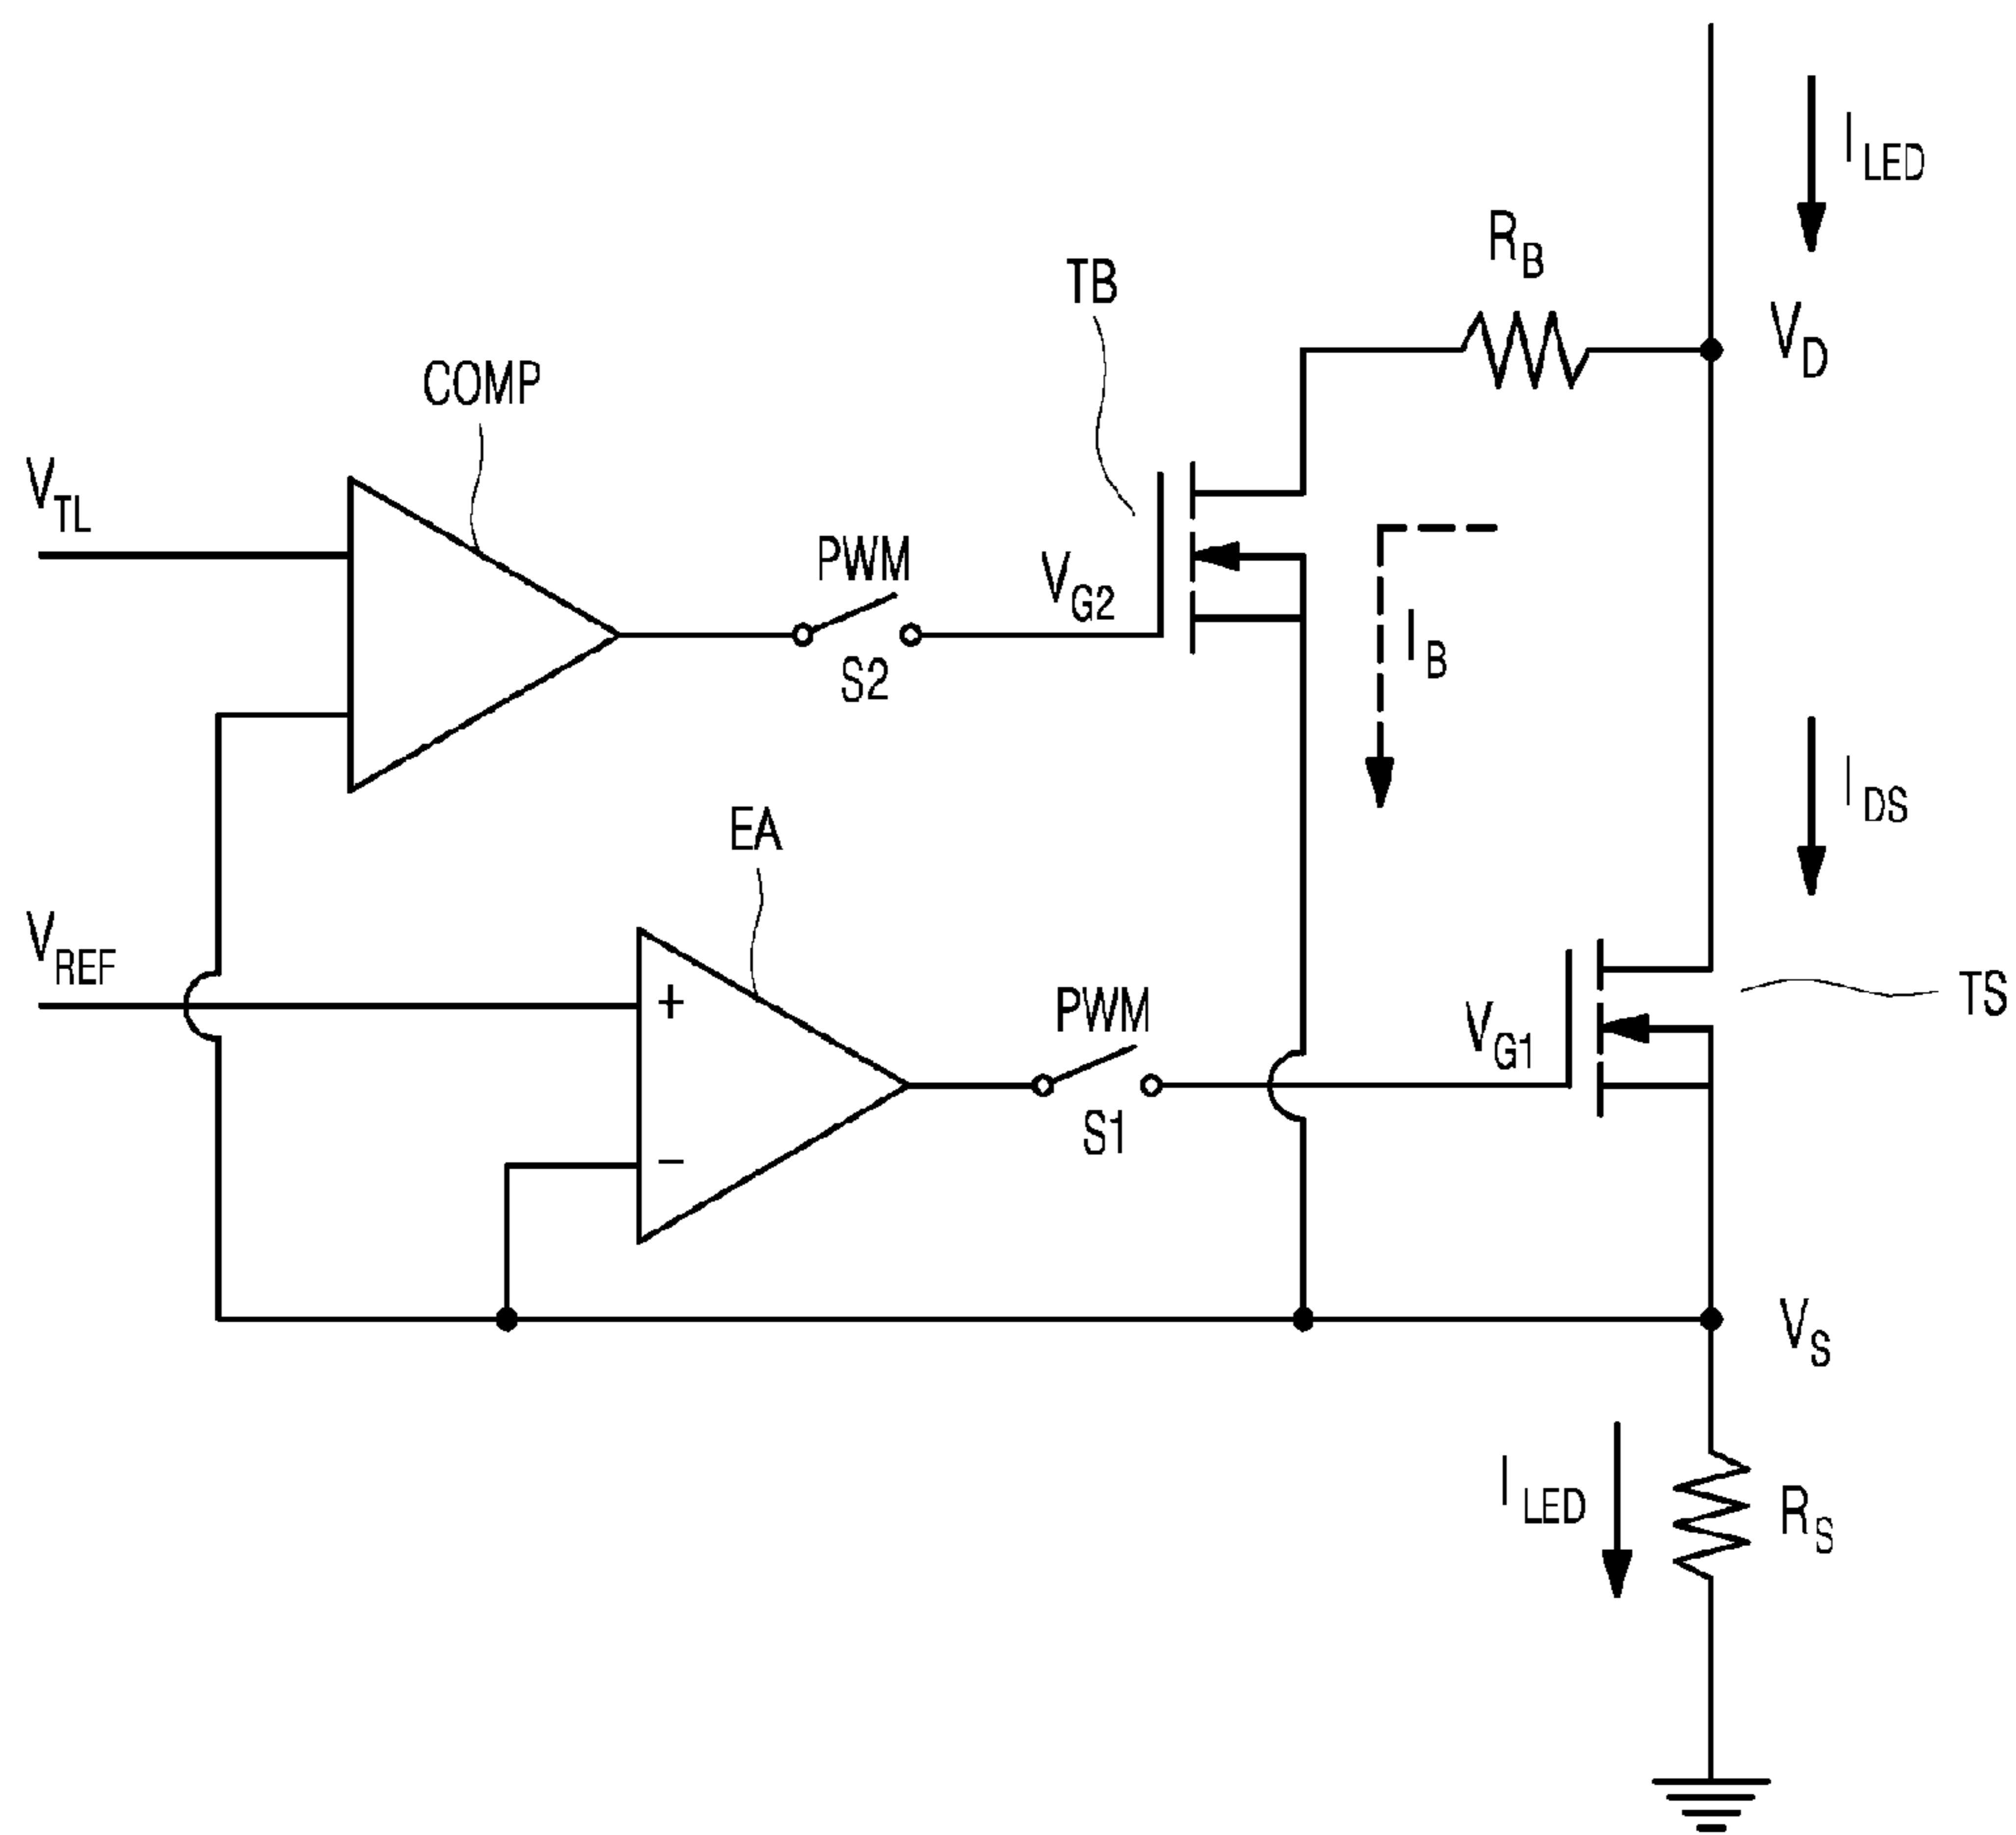 I LED
R B
TB
V D
COMP
V TL
PWM
V G2
S2
I B
I DS
EA
V REF
+
PWM
V G1
TS
S1
−
V S
I LED
R S